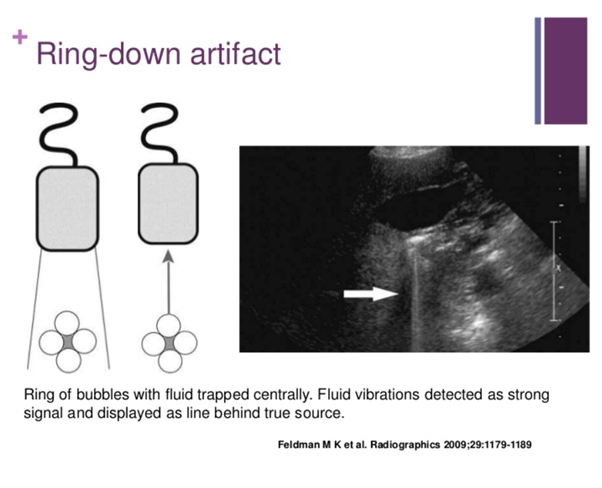 Ring-down artifact
Ring of bubbles with fluid trapped centrally. Fluid vibrations detected as strong
signal and displayed as line behind true source.
Feldman M K et al. Radiographics 2009;29:1179-1189